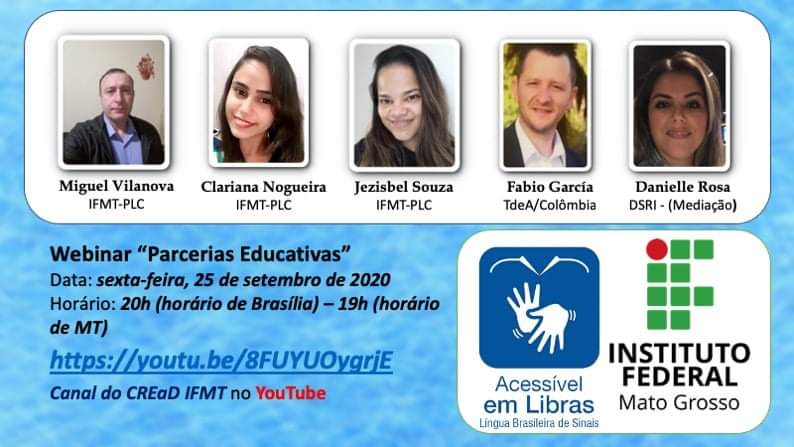 Miguel Vilanova
IFMT-PLC
Clariana Nogueira
IFMT-PLC
Jezisbel Souza
IFMT-PLC
Fabio García
TdeA/Colômbia
Danielle Rosa
DSRI - (Mediação)
Webinar “Parcerias Educativas”
Data: sexta-feira, 25 de setembro de 2020
Horário: 20h (horário de Brasília) – 19h (horário
de MT)
https://youtu.be/8FUYUOygrjE
Canal do CREaD IFMT no YouTube
Acessível
em Libras
Língua Brasileira de Sinais
INSTITUTO
FEDERAL
Mato Grosso